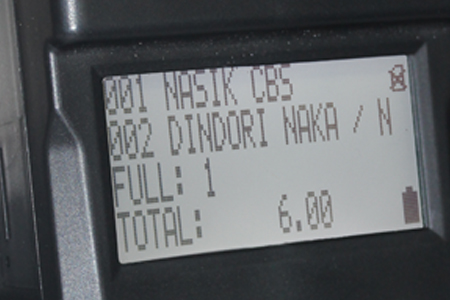 001 NASIK CBS
002 DINDORI NAKA / N
FULL: 1
TOTAL: 6.00